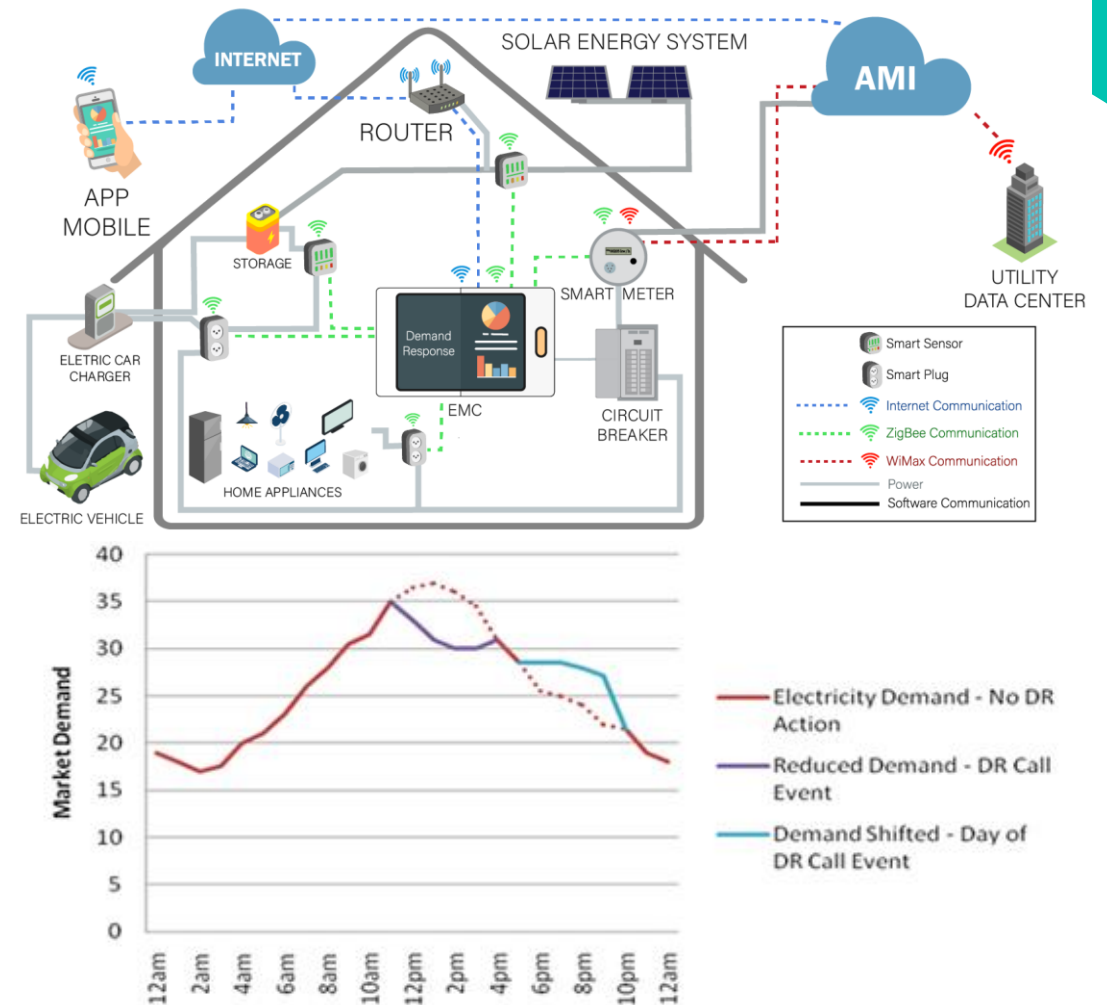 INTERNET
SOLAR ENERGY SYSTEM
AMI
ROUTER
APP
MOBILE
STORAGE
SMART METER
UTILITY
DATA CENTER
ELETRIC CAR
CHARGER
Demand
Response
EMC
CIRCUIT
BREAKER
HOME APPLIANCES
ELECTRIC VEHICLE
Smart Sensor
Smart Plug
Internet Communication
ZigBee Communication
WiMax Communication
Power
Software Communication
40
35
30
25
20
15
10
5
0
Market Demand
12am
2am
4am
6am
8am
10am
12pm
2pm
4pm
6pm
8pm
10pm
12am
Electricity Demand - No DR
Action
Reduced Demand - DR Call
Event
Demand Shifted - Day of
DR Call Event